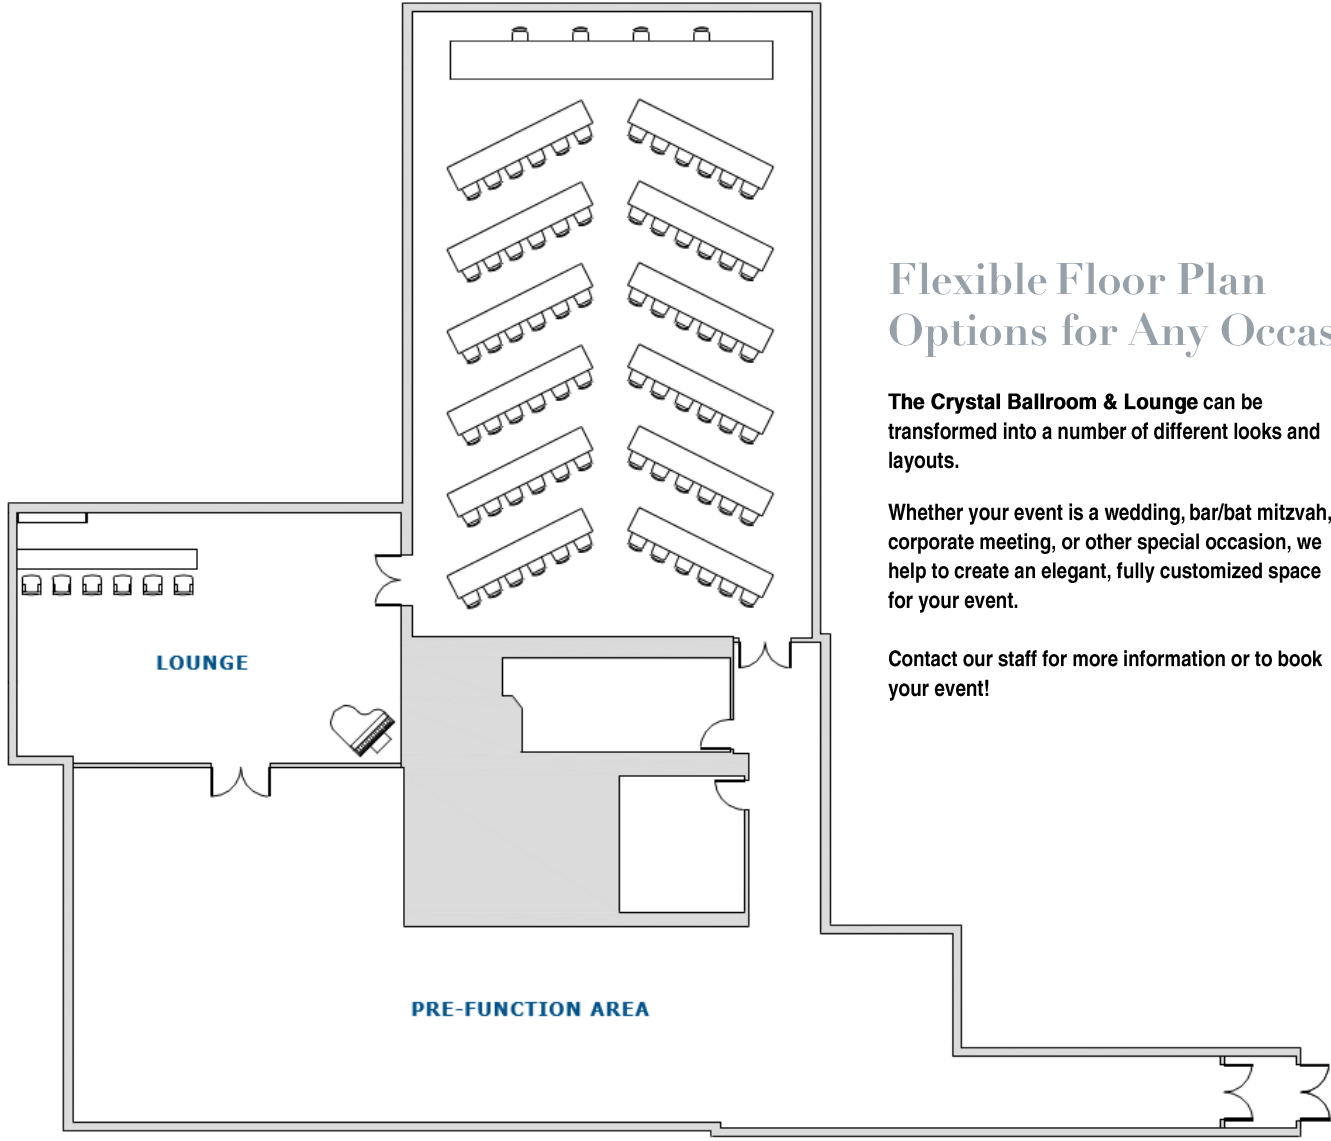 Flexible Floor Plan
Options for Any Occas
The Crystal Ballroom & Lounge can be
transformed into a number of different looks and
layouts.
Whether your event is a wedding, bar/bat mitzvah,
corporate meeting, or other special occasion, we
help to create an elegant, fully customized space
for your event.
Contact our staff for more information or to book
your event!
LOUNGE
PRE-FUNCTION AREA